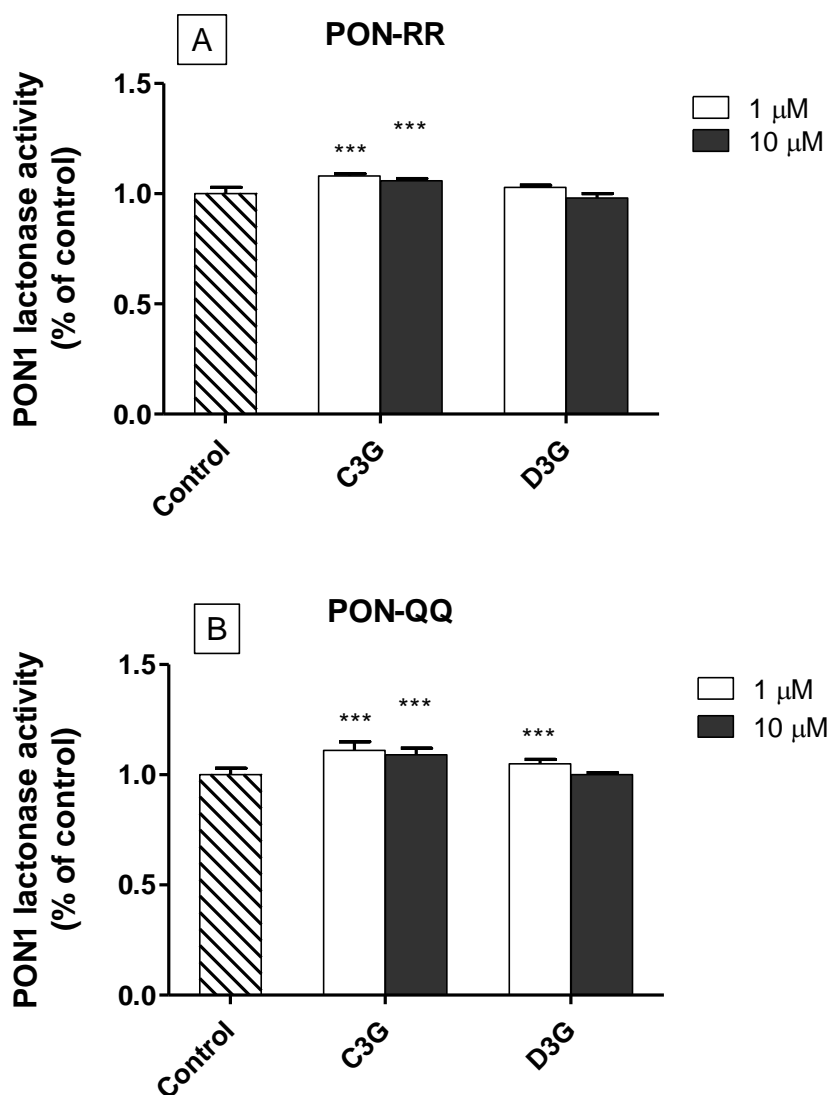 A
PON-RR
PON1 lactonase activity
(% of control)
1.5
1.0
0.5
0.0
***
***
1 μM
10 μM
Control
C3G
D3G
B
PON-QQ
PON1 lactonase activity
(% of control)
1.5
1.0
0.5
0.0
***
***
***
1 μM
10 μM
Control
C3G
D3G